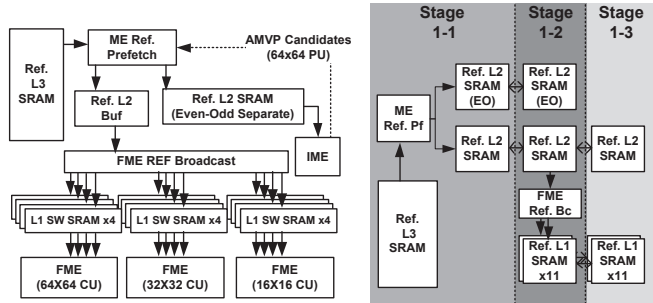 ME Ref.
Prefetch
AMVP Candidates
(64x64 PU)
Ref.
L3
SRAM
Ref. L2
Buf
Ref. L2 SRAM
(Even-Odd Separate)
IME
FME REF Broadcast
L1 SW SRAM x4
L1 SW SRAM x4
L1 SW SRAM x4
FME
(64X64 CU)
FME
(32X32 CU)
FME
(16X16 CU)
Stage
1-1
Stage
1-2
Stage
1-3
Ref. L2
SRAM
(EO)
Ref. L2
SRAM
(EO)
ME
Ref. Pf
Ref. L2
SRAM
Ref. L2
SRAM
Ref. L2
SRAM
FME
Ref. Bc
Ref.
L3
SRAM
Ref. L1
SRAM
x11
Ref. L1
SRAM
x11